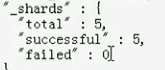 "_shards" : {
"total" : 5,
"successful" : 5,
"failed" : 0
}